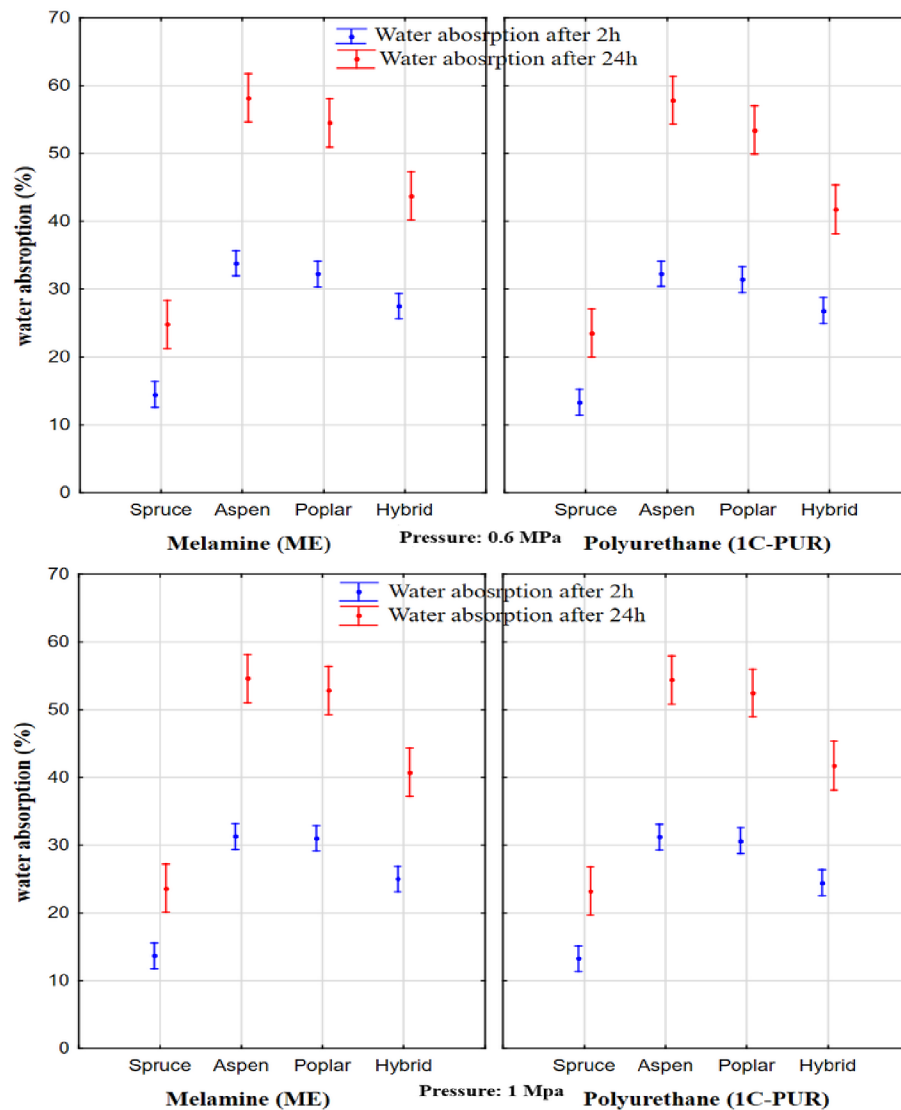 70
Water abosrption after 2h
Water abosrption after 24h
60
50
40
30
20
10
0
water absroption (%)
Spruce Aspen Poplar Hybrid Spruce Aspen Poplar Hybrid
Melamine (ME) Pressure: 0.6 MPa Polyurethane (1C-PUR)
70
Water abosrption after 2h
Water abosrption after 24h
60
50
40
30
20
10
0
water absorption (%)
Spruce Aspen Poplar Hybrid Spruce Aspen Poplar Hybrid
Melamine (ME) Pressure: 1 Mpa Polyurethane (1C-PUR)